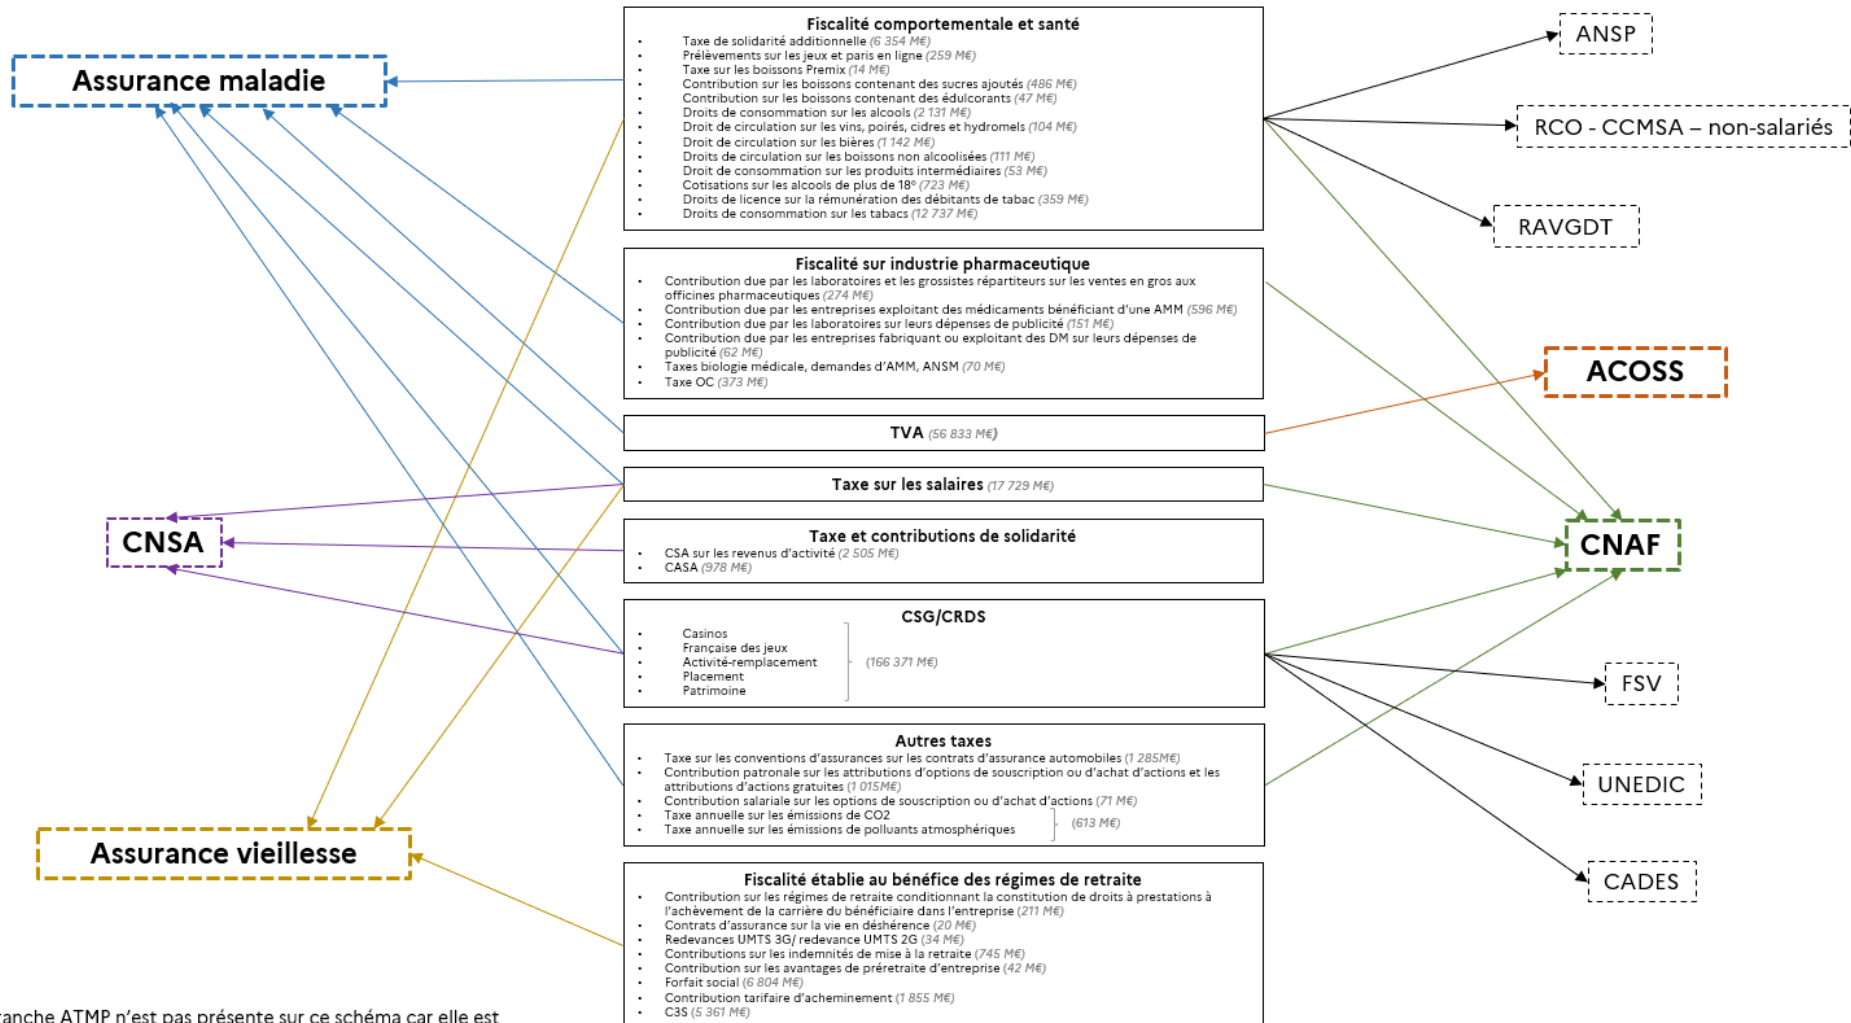 Assurance maladie
CNSA
Assurance vieillesse
Fiscalité comportementale et santé
• Taxe de solidarité additionnelle (6 354 M€)
• Prélèvements sur les jeux et paris en ligne (259 M€)
• Taxe sur les boissons Premix (14 M€)
• Contribution sur les boissons contenant des sucres ajoutés (486 M€)
• Contribution sur les boissons contenant des édulcorants (47 M€)
• Droits de consommation sur les alcools (2 131 M€)
• Droit de circulation sur les vins, poirés, cidres et hydromels (104 M€)
• Droit de circulation sur les bières (1 142 M€)
• Droits de circulation sur les boissons non alcoolisées (111 M€)
• Droit de consommation sur les produits intermédiaires (53 M€)
• Cotisations sur les alcools de plus de 18° (723 M€)
• Droits de licence sur la rémunération des débitants de tabac (359 M€)
• Droits de consommation sur les tabacs (12 737 M€)
Fiscalité sur industrie pharmaceutique
• Contribution due par les laboratoires et les grossistes répartiteurs sur les ventes en gros aux
officines pharmaceutiques (274 M€)
• Contribution due par les entreprises exploitant des médicaments bénéficiant d'une AMM (596 M€)
• Contribution due par les laboratoires sur leurs dépenses de publicité (151 M€)
• Contribution due par les entreprises fabriquant ou exploitant des DM sur leurs dépenses de
publicité (62 M€)
• Taxes biologie médicale, demandes d'AMM, ANSM (70 M€)
• Taxe OC (373 M€)
TVA (56 833 M€)
Taxe sur les salaires (17 729 M€)
Taxe et contributions de solidarité
• CSA sur les revenus d'activité (2 505 M€)
• CASA (978 M€)
CSG/CRDS
• Casinos
• Française des jeux
• Activité-remplacement
(166 371 M€)
• Placement
• Patrimoine
Autres taxes
• Taxe sur les conventions d'assurances sur les contrats d'assurance automobiles (1 285M€)
• Contribution patronale sur les attributions d'options de souscription ou d'achat d'actions et les
attributions d'actions gratuites (1 015M€)
• Contribution salariale sur les options de souscription ou d'achat d'actions (71 M€)
• Taxe annuelle sur les émissions de CO2
• Taxe annuelle sur les émissions de polluants atmosphériques
(613 M€)
Fiscalité établie au bénéfice des régimes de retraite
• Contribution sur les régimes de retraite conditionnant la constitution de droits à prestations à
l'achèvement de la carrière du bénéficiaire dans l'entreprise (211 M€)
• Contrats d'assurance sur la vie en déshérence (20 M€)
• Redevances UMTS 3G/ redevance UMTS 2G (34 M€)
• Contributions sur les indemnités de mise à la retraite (745 M€)
• Contribution sur les avantages de préretraite d'entreprise (42 M€)
• Forfait social (6 804 M€)
• Contribution tarifaire d'acheminement (1 855 M€)
• C3S (5 361 M€)
ANSP
RCO - CCMSA – non-salariés
RAVGDT
ACOSS
CNAF
FSV
UNEDIC
CADES
ranche ATMP n'est pas présente sur ce schéma car elle est